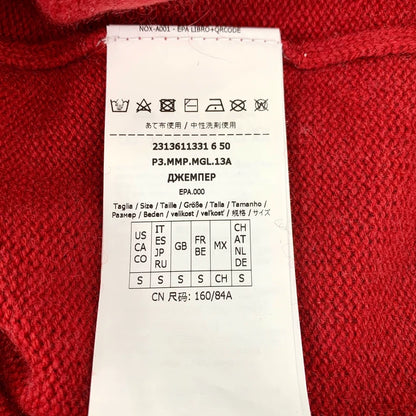 NOX-A001 - EPA LIBRO+QRCODE
あて布使用 / 中性洗剤使用
2313611331 6 50
P3.MMP.MGL.13A
ДЖЕМПЕР
EPA.000
Taglia / Size / Taille / Größe / Talla / Tamanho /
Размер / Beden / velikost / veľkosť / 规格 / サイズ
US CA CO IT ES JP RU GB FR BE MX CH AT NL DE
S S S S CH S
CN 尺码: 160/84A